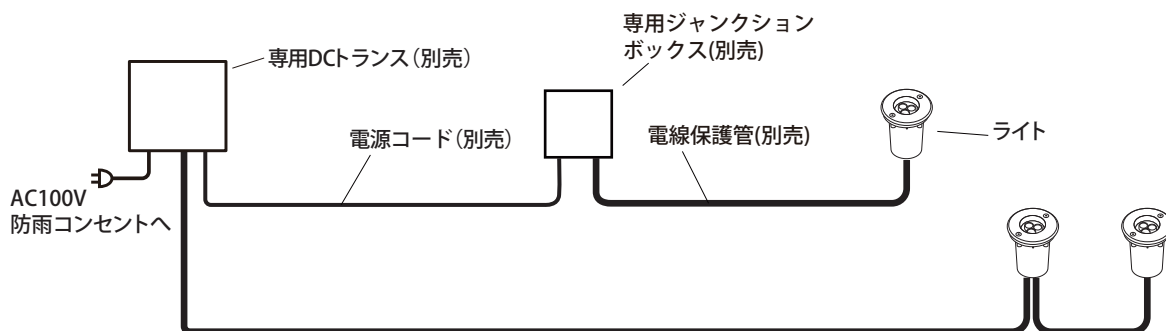 専用DCトランス（別売）
専用ジャンクション
ボックス(別売)
電源コード（別売）
電線保護管(別売)
ライト
AC100V
防雨コンセントへ